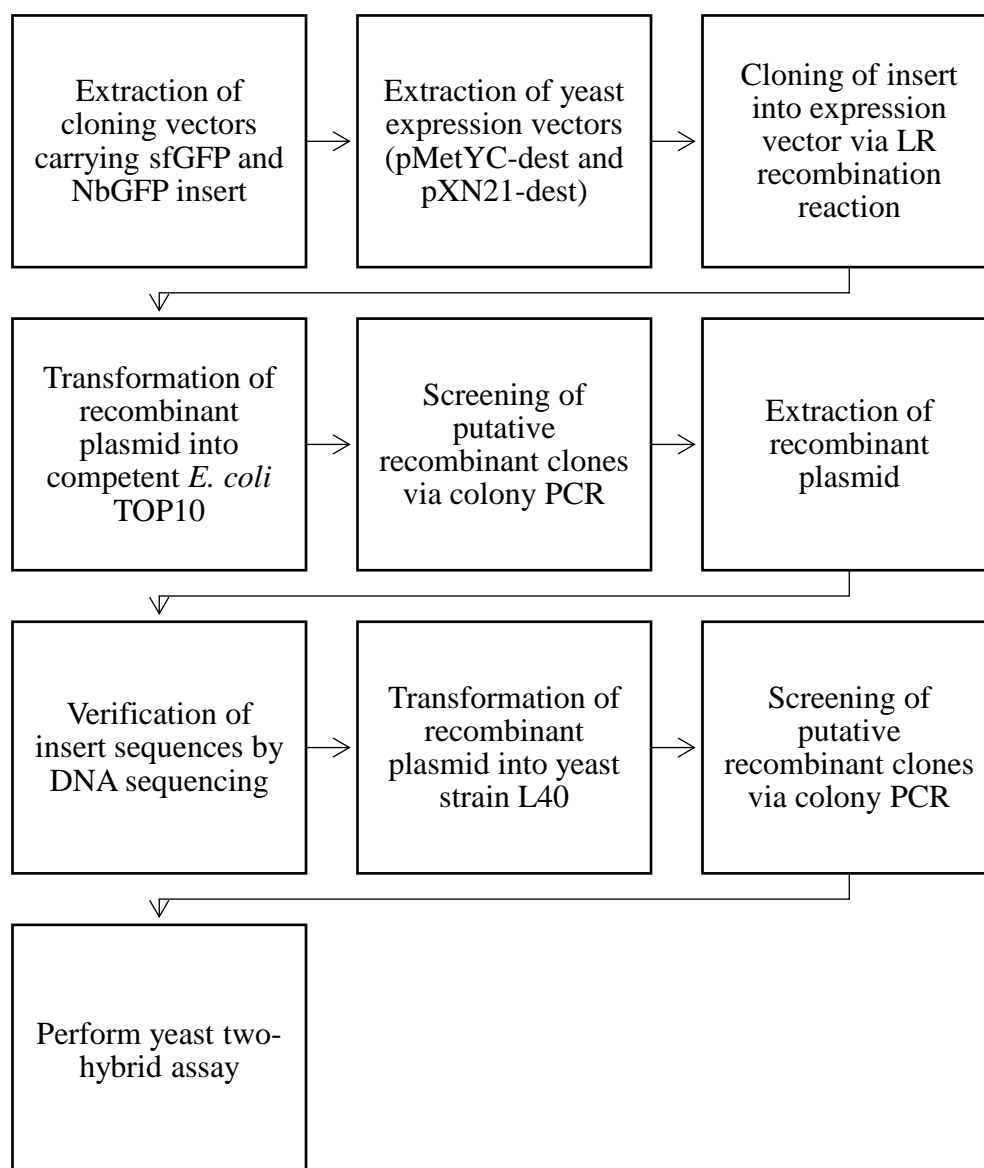 Extraction of
cloning vectors
carrying sfGFP and
NbGFP insert
Extraction of yeast
expression vectors
(pMetYC-dest and
pXN21-dest)
Cloning of insert
into expression
vector via LR
recombination
reaction
Transformation of
recombinant
plasmid into
competent E. coli
TOP10
Screening of
putative
recombinant clones
via colony PCR
Extraction of
recombinant
plasmid
Verification of
insert sequences by
DNA sequencing
Transformation of
recombinant
plasmid into yeast
strain L40
Screening of
putative
recombinant clones
via colony PCR
Perform yeast two-
hybrid assay